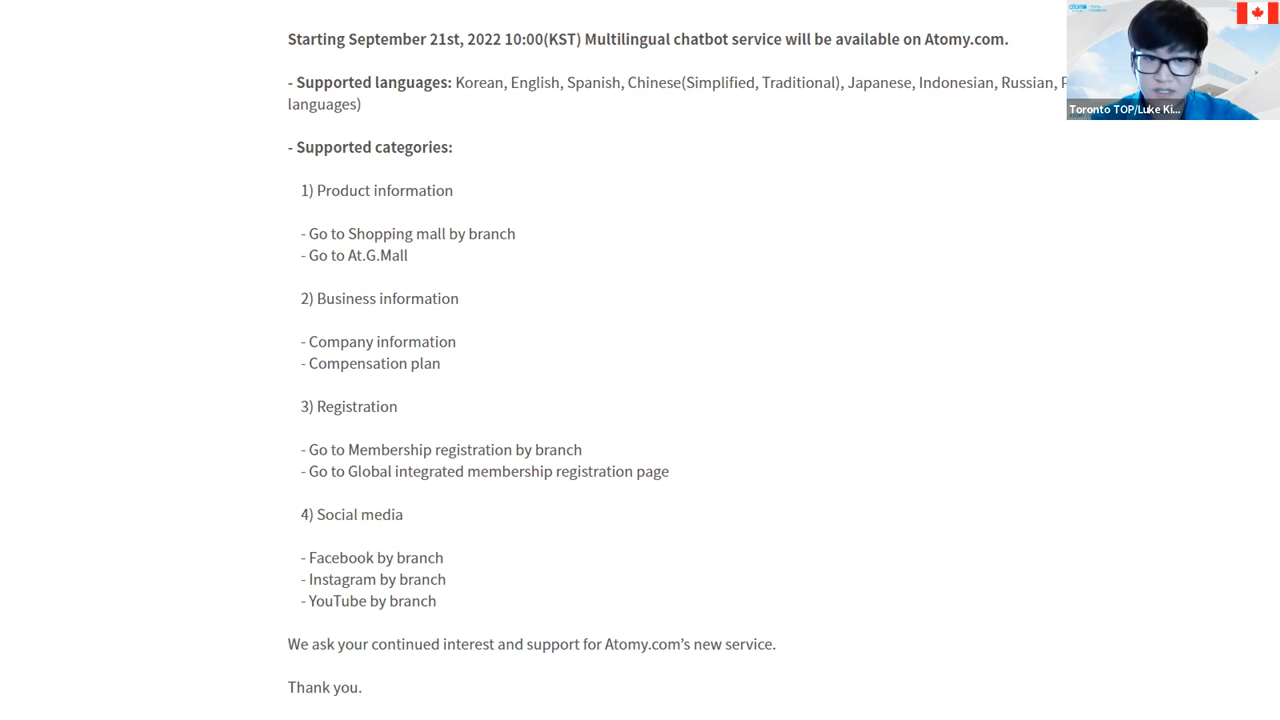 Starting September 21st, 2022 10:00(KST) Multilingual chatbot service will be available on Atomy.com.
- Supported languages: Korean, English, Spanish, Chinese(Simplified, Traditional), Japanese, Indonesian, Russian,
languages)
- Supported categories:
1) Product information
- Go to Shopping mall by branch
- Go to At.G.Mall
2) Business information
- Company information
- Compensation plan
3) Registration
- Go to Membership registration by branch
- Go to Global integrated membership registration page
4) Social media
- Facebook by branch
- Instagram by branch
- YouTube by branch
We ask your continued interest and support for Atomy.com’s new service.
Thank you.
Toronto TOP/Luke Ki...